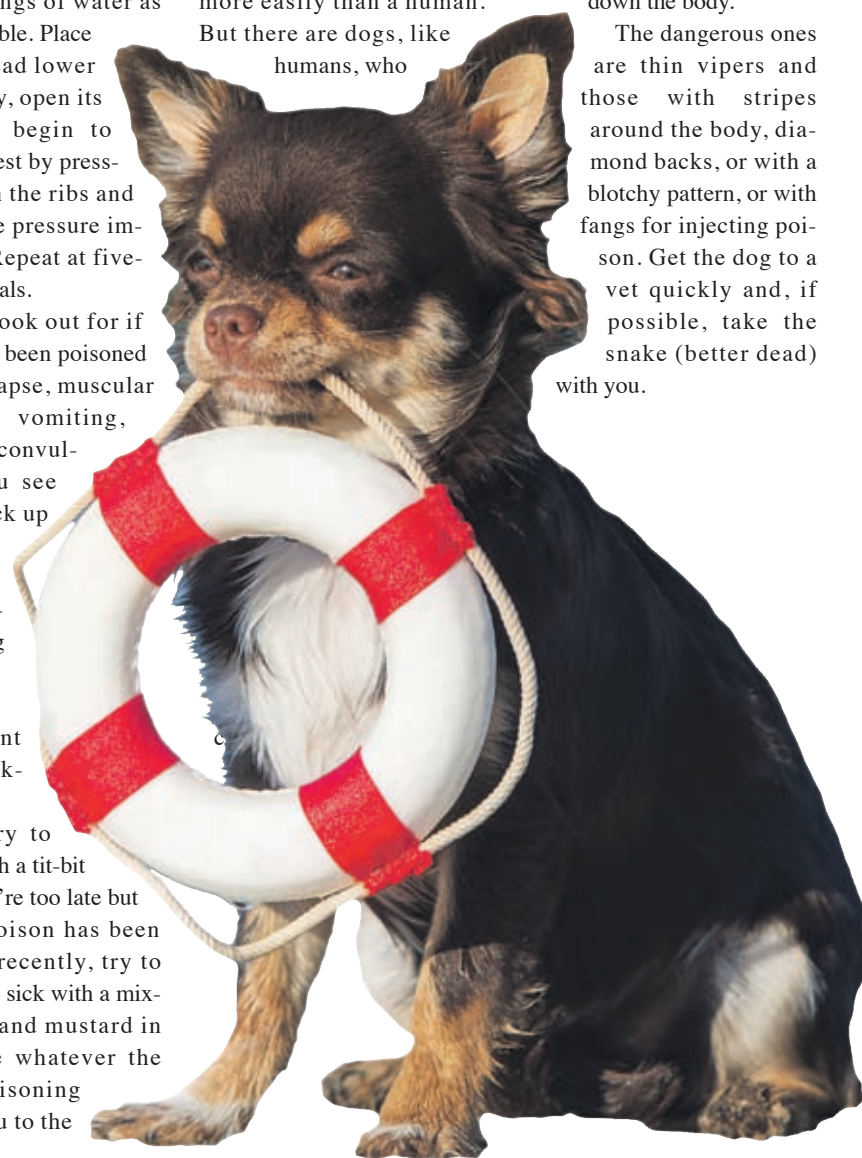 ngs of water as
ble. Place
ead lower
y, open its
begin to
est by press-
n the ribs and
e pressure im-
Repeat at five-
als.
ook out for if
been poisoned
apse, muscular
vomiting,
convul-
u see
ck up
-
g
nt
k-
ry to
h a tit-bit
’re too late but
oison has been
recently, try to
sick with a mix-
and mustard in
e whatever the
isoning
u to the
more easily than a human.
But there are dogs, like
humans, who
c
down the body.
The dangerous ones
are thin vipers and
those with stripes
around the body, dia-
mond backs, or with a
blotchy pattern, or with
fangs for injecting poi-
son. Get the dog to a
vet quickly and, if
possible, take the
snake (better dead)
with you.